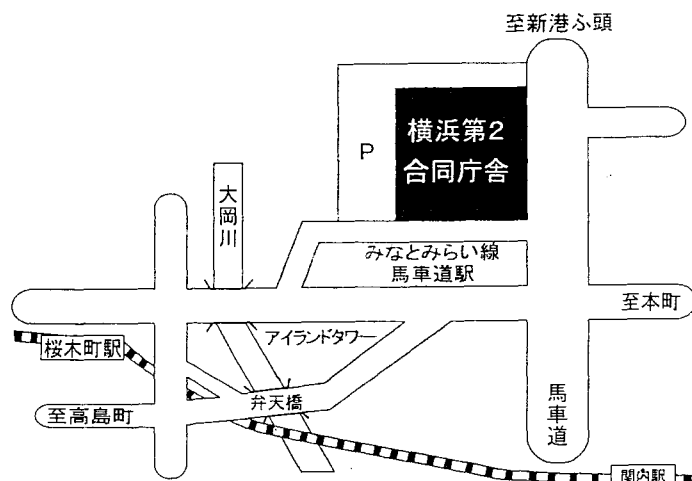 至新港ふ頭
横浜第2
合同庁舎
P
大岡川
みなとみらい線
馬車道駅
至本町
アイランドタワー
桜木町駅
弁天橋
至高島町
馬車道
関内駅